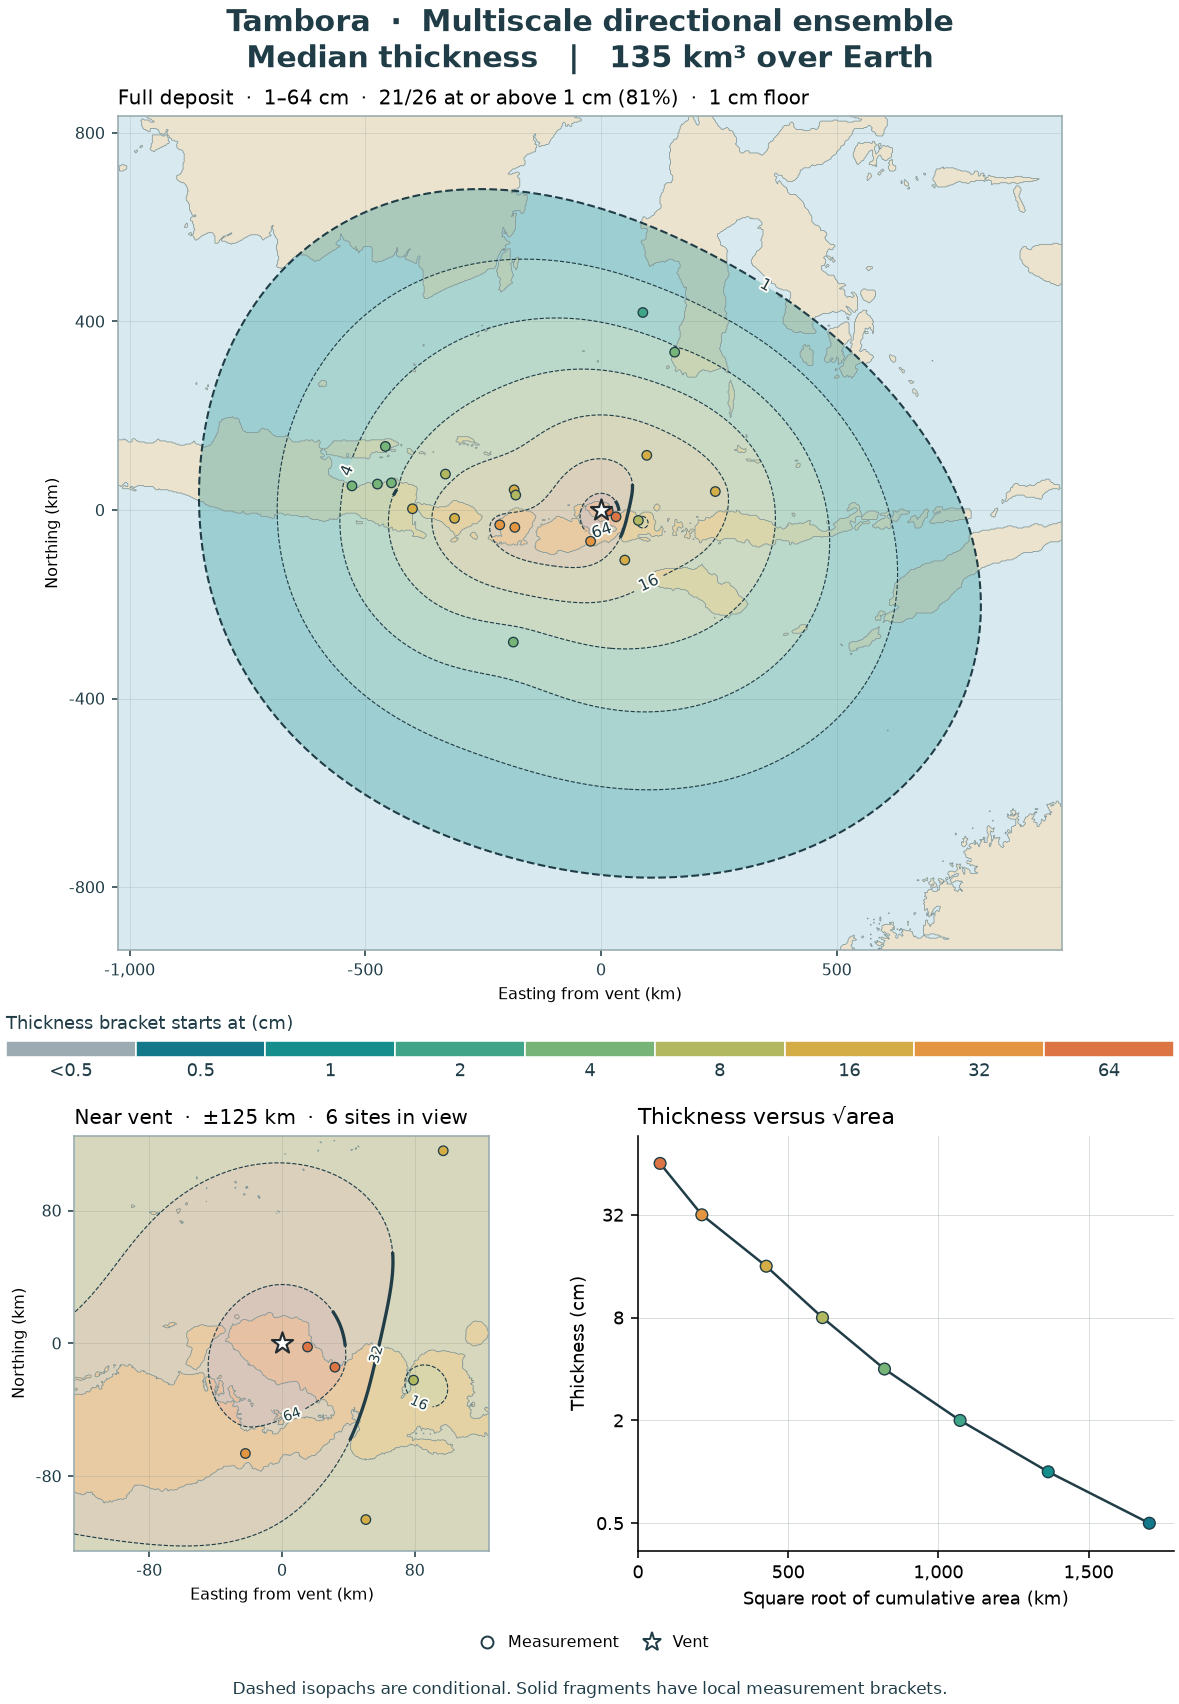 Tambora · Multiscale directional ensemble
Median thickness | 135 km³ over Earth
Full deposit · 1–64 cm · 21/26 at or above 1 cm (81%) · 1 cm floor
800
400
0
-400
-800
Northing (km)
1
4
64
16
-1,000
-500
0
500
Easting from vent (km)
Thickness bracket starts at (cm)
<0.5
0.5
1
2
4
8
16
32
64
Near vent · ±125 km · 6 sites in view
80
0
-80
Northing (km)
32
16
64
-80
0
80
Easting from vent (km)
Thickness versus √area
32
8
2
0.5
Thickness (cm)
0
500
1,000
1,500
Square root of cumulative area (km)
Measurement
Vent
Dashed isopachs are conditional. Solid fragments have local measurement brackets.